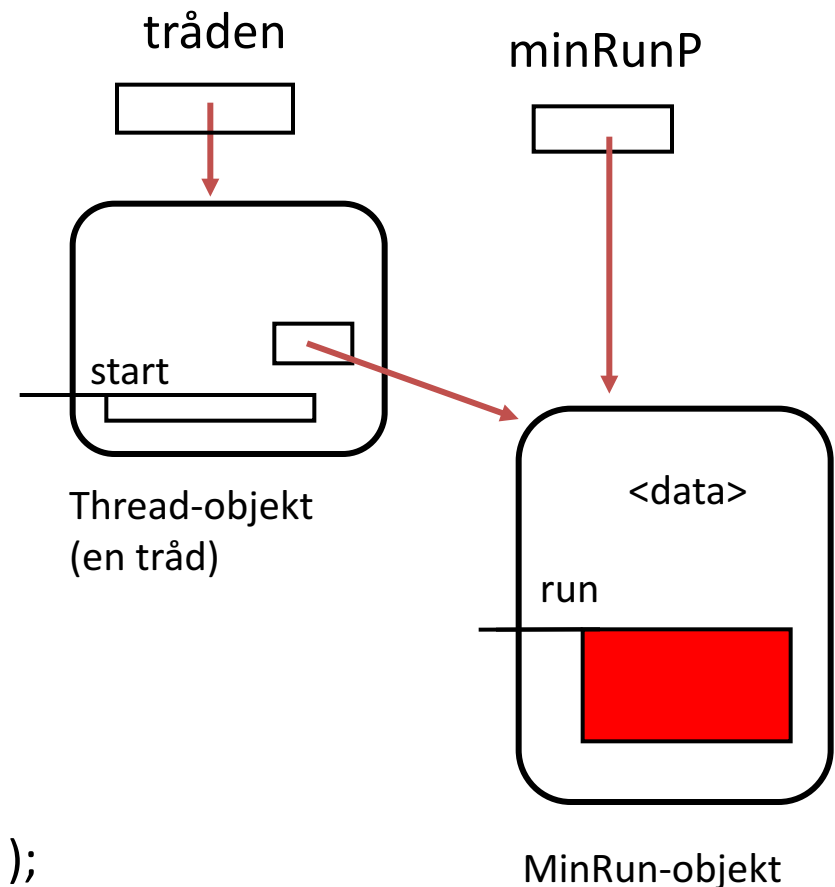 tråden
minRunP
start
Thread-objekt
(en tråd)
<data>
run
);
MinRun-objekt